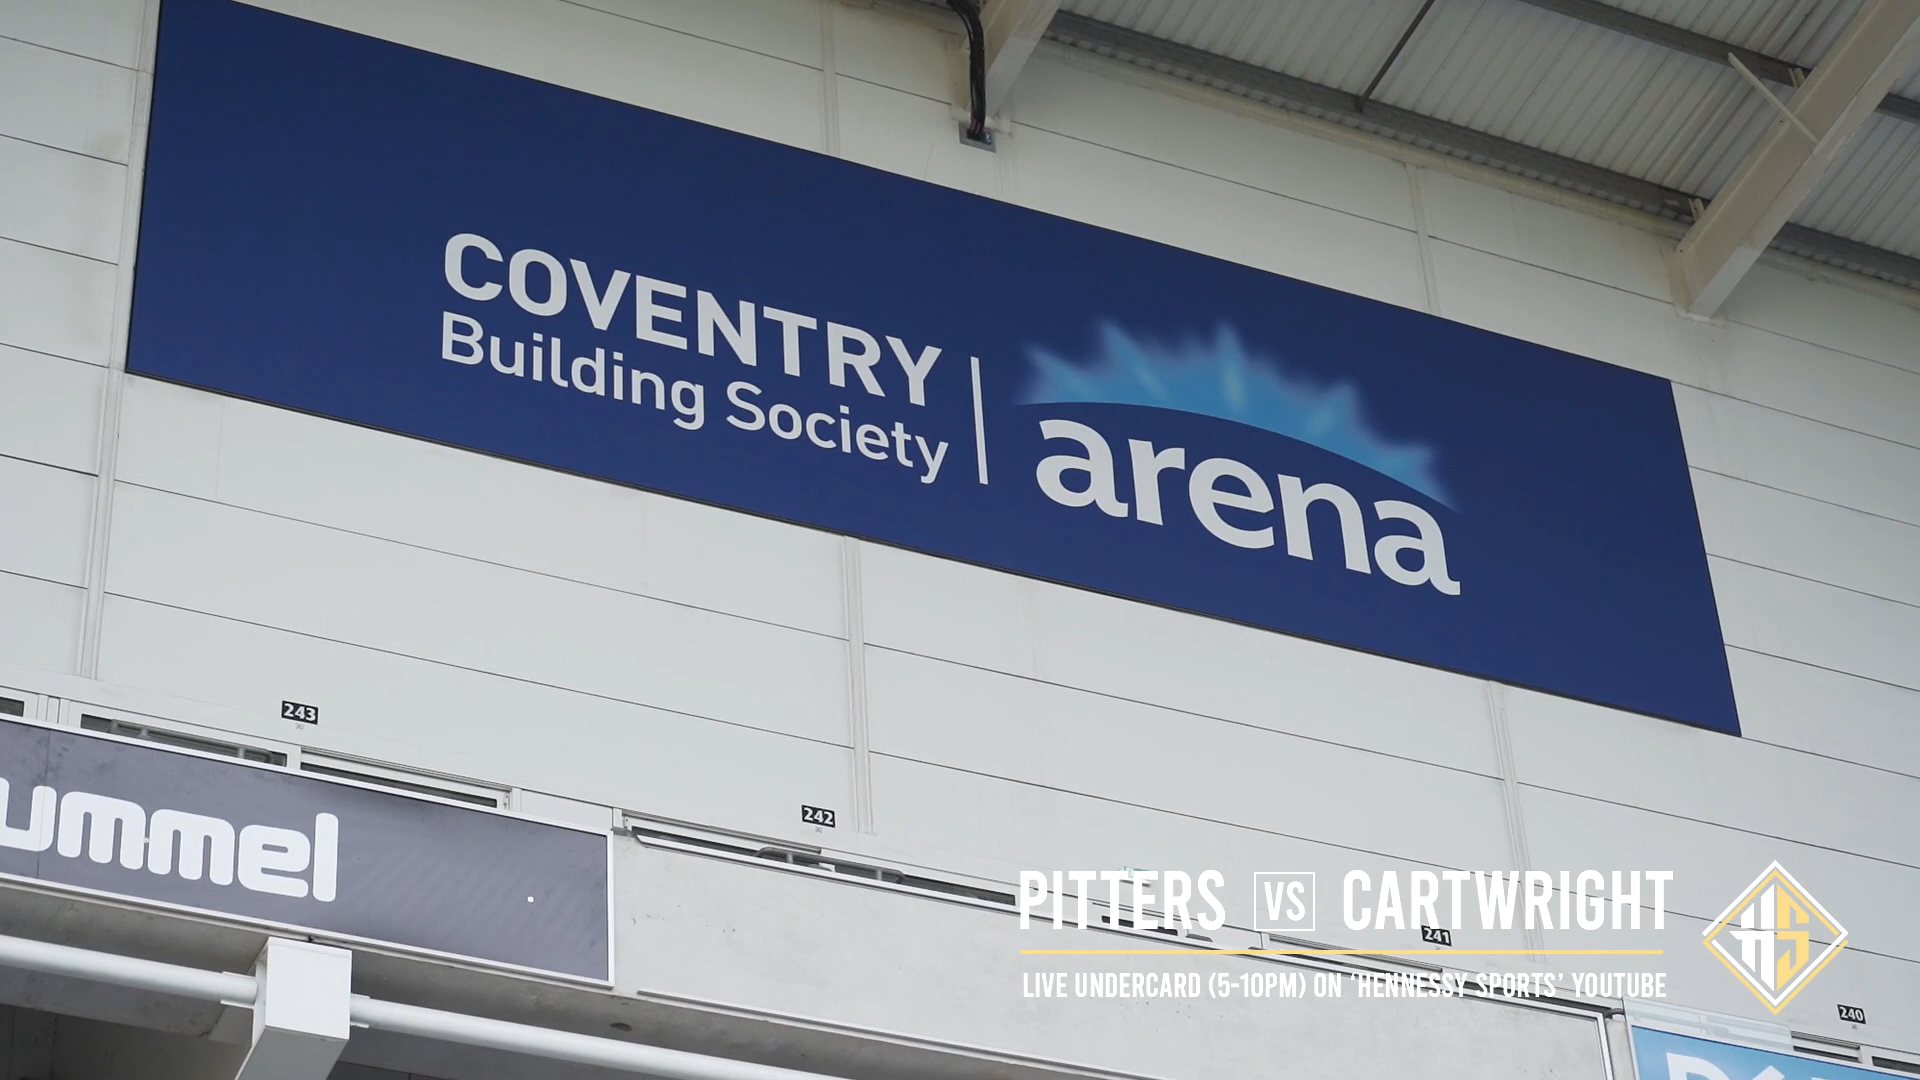 COVENTRY
Building Society
arena
243
242
241
240
ummel
PITTERS VS CARTWRIGHT
LIVE UNDERCARD (5-10PM) ON ‘HENNESSY SPORTS’ YOUTUBE
HS